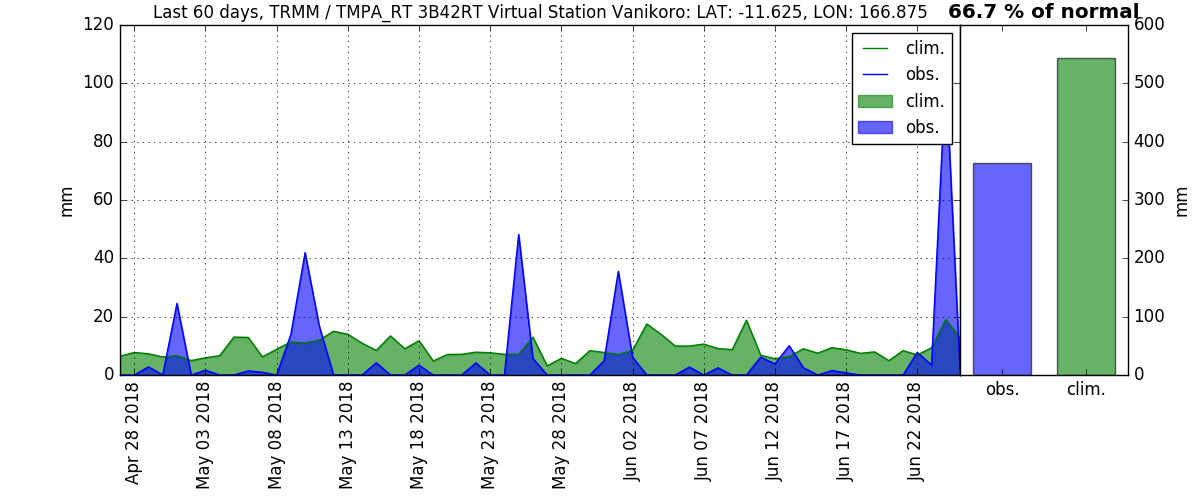 Last 60 days, TRMM / TMPA_RT 3B42RT Virtual Station Vanikoro: LAT: -11.625, LON: 166.875
66.7 % of normal
120
100
80
60
40
20
0
mm
clim.
obs.
clim.
obs.
600
500
400
300
200
100
0
mm
Apr 28 2018
May 03 2018
May 08 2018
May 13 2018
May 18 2018
May 23 2018
May 28 2018
Jun 02 2018
Jun 07 2018
Jun 12 2018
Jun 17 2018
Jun 22 2018
obs.
clim.